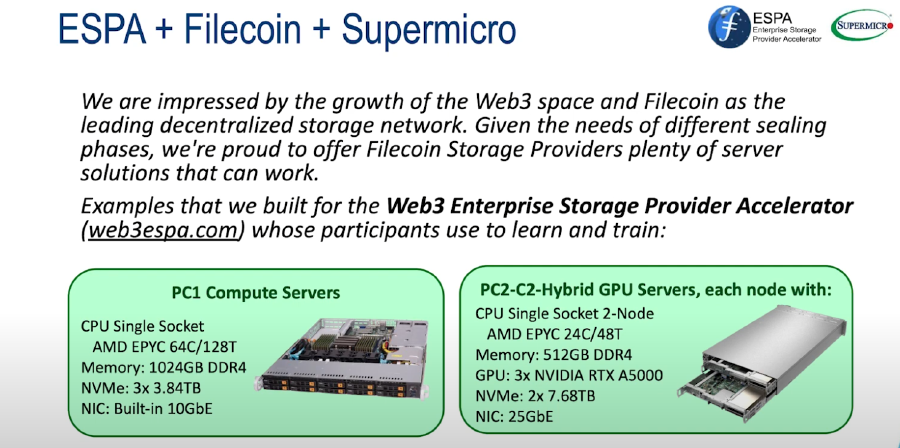 ESPA + Filecoin + Supermicro
ESPA
Enterprise Storage
Provider Accelerator
SUPERMICRO
We are impressed by the growth of the Web3 space and Filecoin as the
leading decentralized storage network. Given the needs of different sealing
phases, we're proud to offer Filecoin Storage Providers plenty of server
solutions that can work.
Examples that we built for the Web3 Enterprise Storage Provider Accelerator
(web3espa.com) whose participants use to learn and train:
PC1 Compute Servers
CPU Single Socket
AMD EPYC 64C/128T
Memory: 1024GB DDR4
NVMe: 3x 3.84TB
NIC: Built-in 10GbE
PC2-C2-Hybrid GPU Servers, each node with:
CPU Single Socket 2-Node
AMD EPYC 24C/48T
Memory: 512GB DDR4
GPU: 3x NVIDIA RTX A5000
NVMe: 2x 7.68TB
NIC: 25GbE